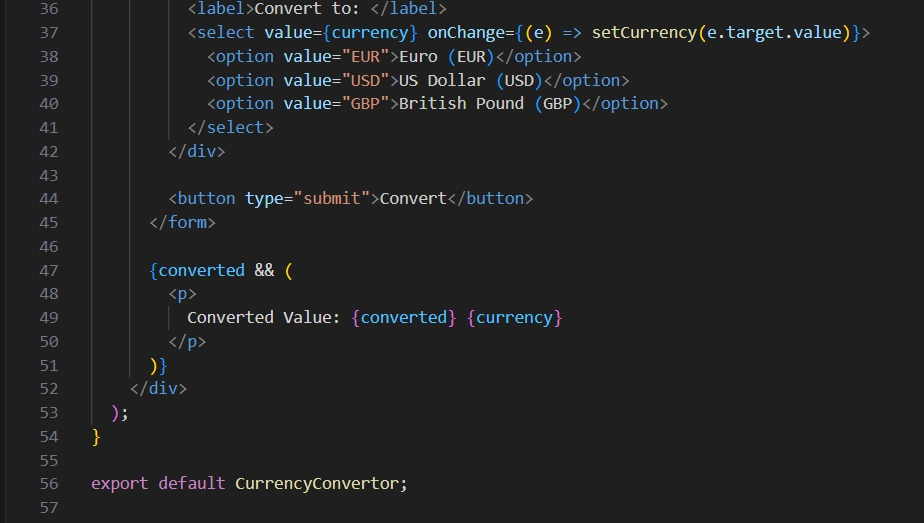 36 <label>Convert to: </label>
37 <select value={currency} onChange={(e) => setCurrency(e.target.value)}>
38 <option value="EUR">Euro (EUR)</option>
39 <option value="USD">US Dollar (USD)</option>
40 <option value="GBP">British Pound (GBP)</option>
41 </select>
42 </div>
43
44 <button type="submit">Convert</button>
45 </form>
46
47 {converted && (
48 <p>
49 Converted Value: {converted} {currency}
50 </p>
51 )}
52 </div>
53 );
54 }
55
56 export default CurrencyConvertor;
57